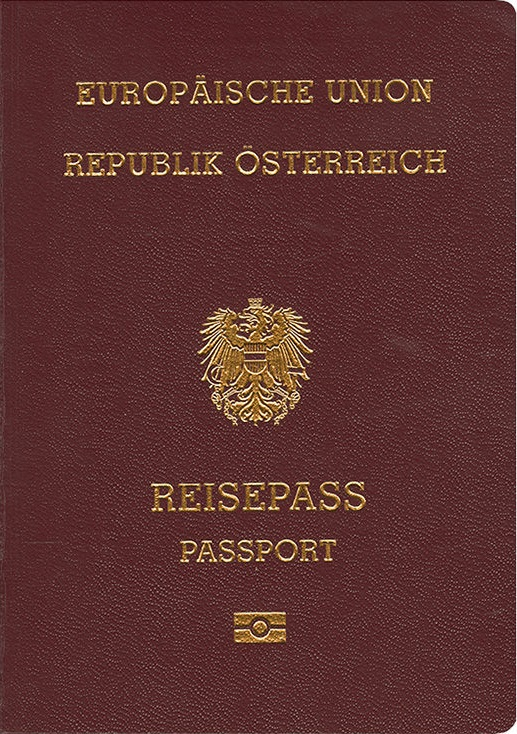 EUROPÄISCHE UNION
REPUBLIK ÖSTERREICH
REISEPASS
PASSPORT